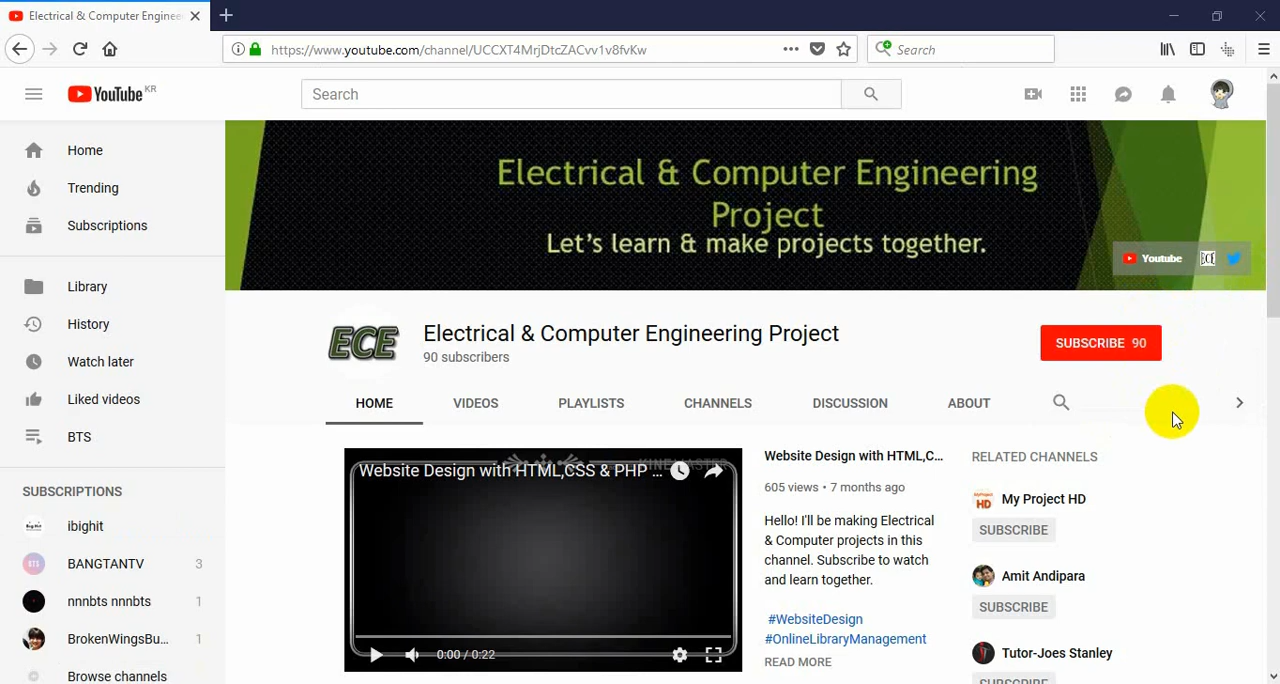 Electrical & Computer Enginee
https://www.youtube.com/channel/UCCXT4MrjDtcZACvv1v8fvKw
Search
YouTube KR
Search
Home
Trending
Subscriptions
Library
History
Watch later
Liked videos
BTS
SUBSCRIPTIONS
ibighit
BANGTANTV 3
nnnbts nnnbts 1
BrokenWingsBu... 1
Browse channels
Electrical & Computer Engineering
Project
Let's learn & make projects together.
Youtube
ECE
ECE
Electrical & Computer Engineering Project
90 subscribers
SUBSCRIBE 90
HOME VIDEOS PLAYLISTS CHANNELS DISCUSSION ABOUT
Website Design with HTML,CSS & PHP ...
KINEMASTER
0:00 / 0:22
Website Design with HTML,C...
605 views • 7 months ago
Hello! I'll be making Electrical
& Computer projects in this
channel. Subscribe to watch
and learn together.
#WebsiteDesign
#OnlineLibraryManagement
READ MORE
RELATED CHANNELS
My Project HD
SUBSCRIBE
Amit Andipara
SUBSCRIBE
Tutor-Joes Stanley
SUBSCRIBE